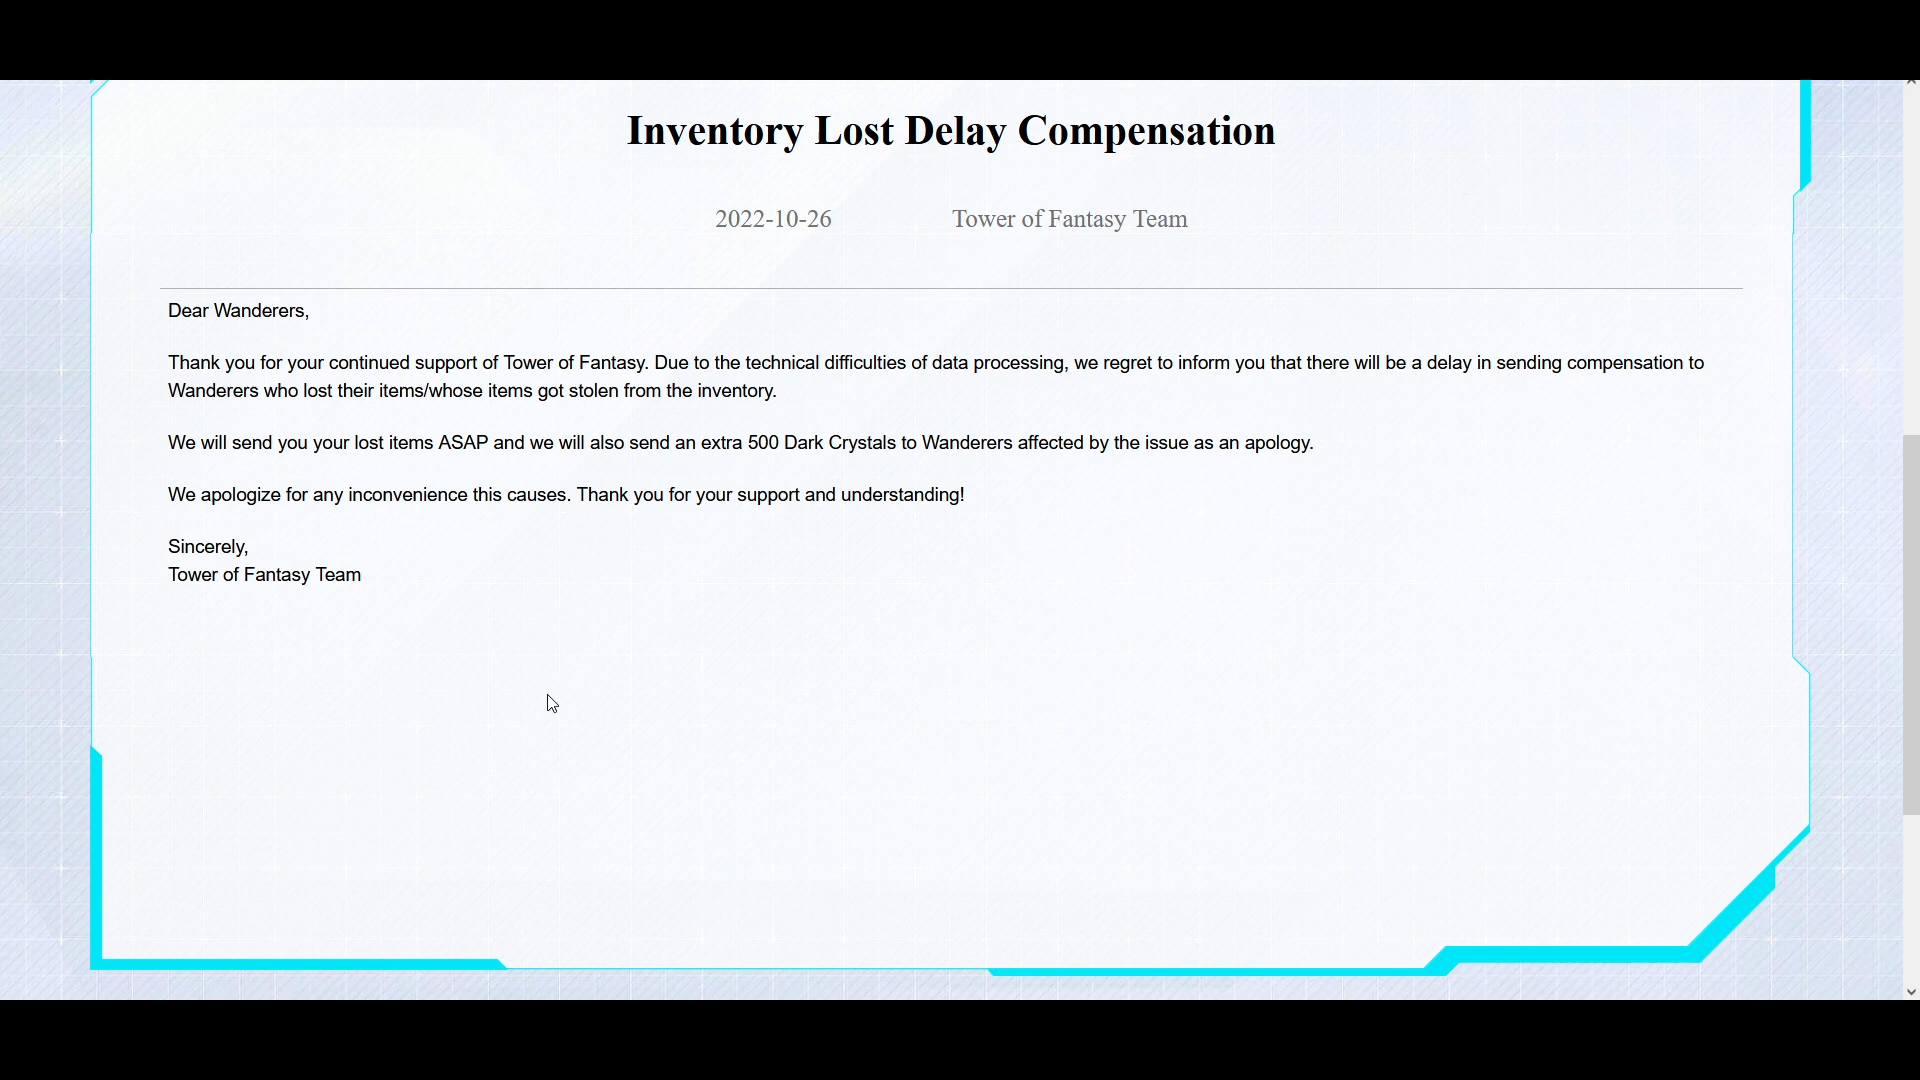 Inventory Lost Delay Compensation
2022-10-26 Tower of Fantasy Team
Dear Wanderers,
Thank you for your continued support of Tower of Fantasy. Due to the technical difficulties of data processing, we regret to inform you that there will be a delay in sending compensation to
Wanderers who lost their items/whose items got stolen from the inventory.
We will send you your lost items ASAP and we will also send an extra 500 Dark Crystals to Wanderers affected by the issue as an apology.
We apologize for any inconvenience this causes. Thank you for your support and understanding!
Sincerely,
Tower of Fantasy Team